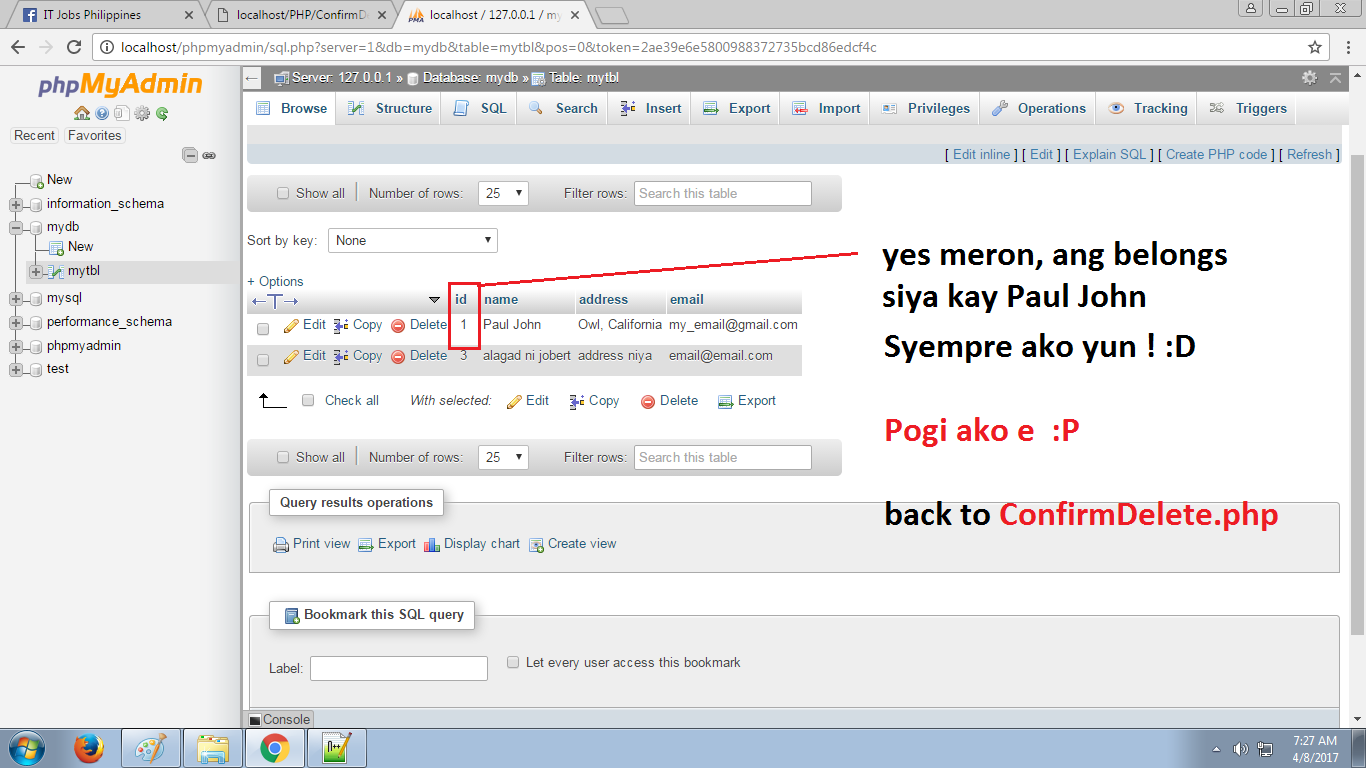 IT Jobs Philippines
localhost/PHP/ConfirmDe
localhost / 127.0.0.1 / my
localhost/phpmyadmin/sql.php?server=1&db=mydb&table=mytbl&pos=0&token=2ae39e6e5800988372735bcd86edcf4c
phpMyAdmin
Recent Favorites
New
information_schema
mydb
New
mytbl
mysql
performance_schema
phpmyadmin
test
Server: 127.0.0.1 » Database: mydb » Table: mytbl
Browse Structure SQL Search Insert Export Import Privileges Operations Tracking Triggers
[ Edit inline ] [ Edit ] [ Explain SQL ] [ Create PHP code ] [ Refresh ]
Show all Number of rows: 25 Filter rows: Search this table
Sort by key: None
+ Options
←T→ id name address email
Edit Copy Delete 1 Paul John Owl, California my_email@gmail.com
Edit Copy Delete 3 alagad ni jobert address niya email@email.com
Check all With selected: Edit Copy Delete Export
Show all Number of rows: 25 Filter rows: Search this table
Query results operations
Print view Export Display chart Create view
Bookmark this SQL query
Label: Let every user access this bookmark
Console
yes meron, ang belongs
siya kay Paul John
Syempre ako yun ! :D
Pogi ako e :P
back to ConfirmDelete.php
7:27 AM
4/8/2017